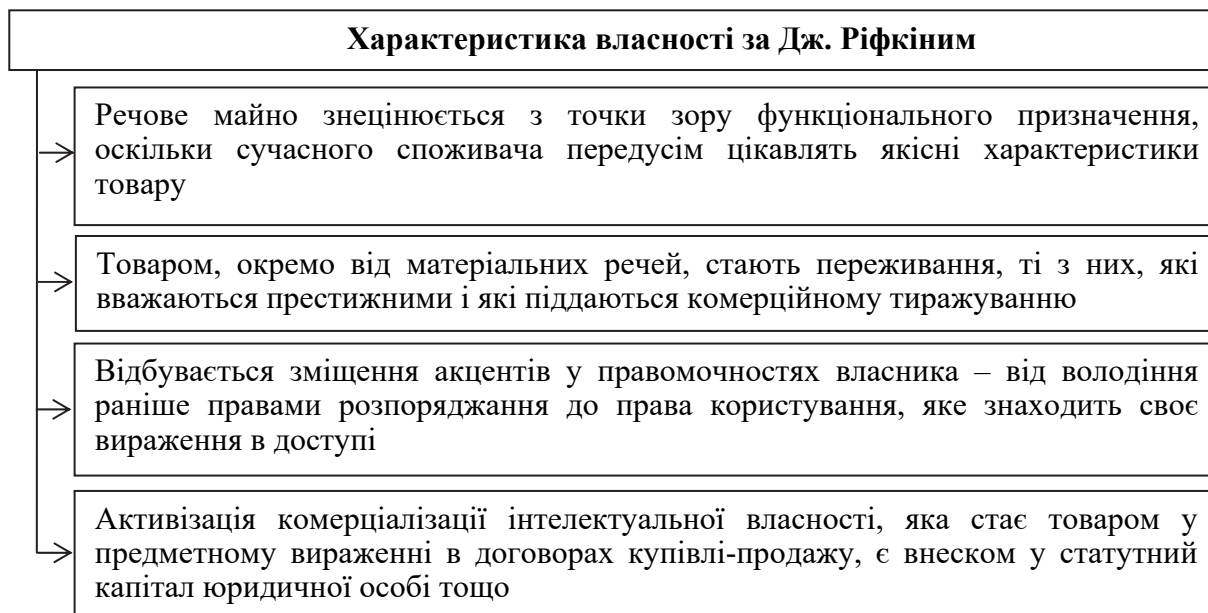 Характеристика власності за Дж. Ріфкіним
Речове майно знецінюється з точки зору функціонального призначення,
оскільки сучасного споживача передусім цікавлять якісні характеристики
товару
Товаром, окремо від матеріальних речей, стають переживання, ті з них, які
вважаються престижними і які піддаються комерційному тиражуванню
Відбувається зміщення акцентів у правомочностях власника – від володіння
раніше правами розпоряджання до права користування, яке знаходить своє
вираження в доступі
Активізація комерціалізації інтелектуальної власності, яка стає товаром у
предметному вираженні в договорах купівлі-продажу, є внеском у статутний
капітал юридичної особі тощо